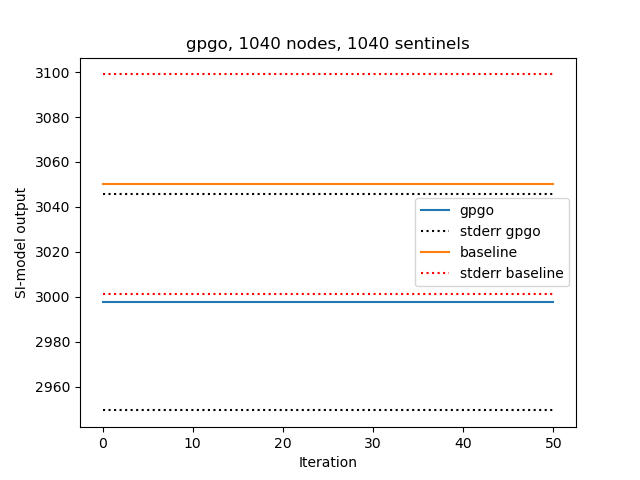 gpgo, 1040 nodes, 1040 sentinels
3100
3080
3060
3040
3020
3000
2980
2960
SI-model output
gpgo
stderr gpgo
baseline
stderr baseline
0 10 20 30 40 50
Iteration